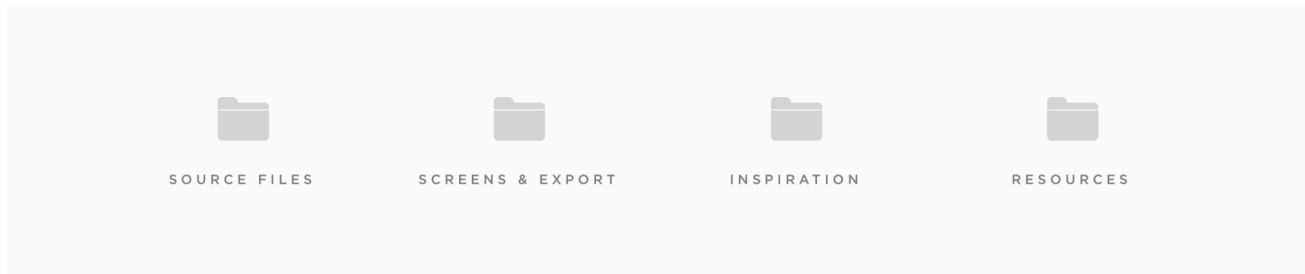 SOURCE FILES
SCREENS & EXPORT
INSPIRATION
RESOURCES